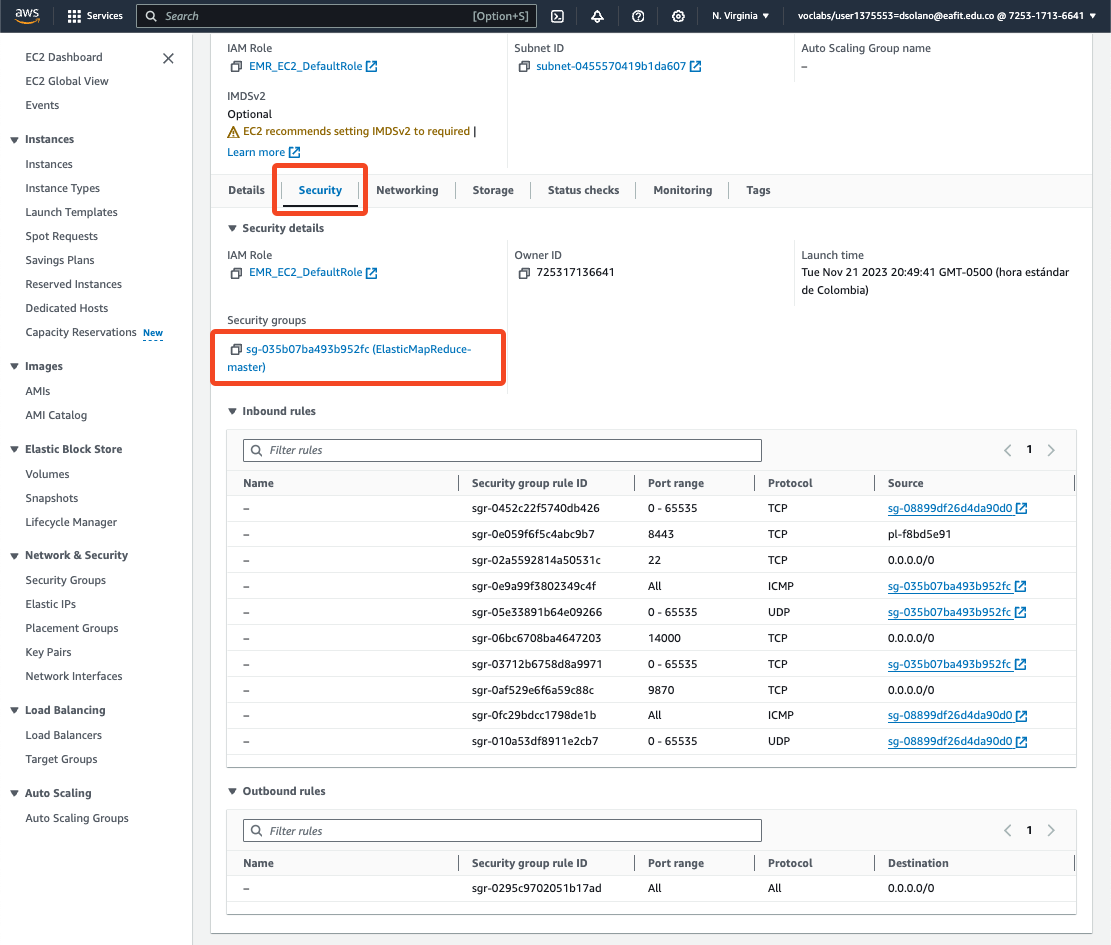 aws
Services
Search
[Option+S]
N. Virginia ▼
voclabs/user1375553=dsolano@eafit.edu.co @ 7253-1713-6641 ▼
EC2 Dashboard
EC2 Global View
Events
Instances
Instances
Instance Types
Launch Templates
Spot Requests
Savings Plans
Reserved Instances
Dedicated Hosts
Capacity Reservations New
Images
AMIs
AMI Catalog
Elastic Block Store
Volumes
Snapshots
Lifecycle Manager
Network & Security
Security Groups
Elastic IPs
Placement Groups
Key Pairs
Network Interfaces
Load Balancing
Load Balancers
Target Groups
Auto Scaling
Auto Scaling Groups
IAM Role
EMR_EC2_DefaultRole
Subnet ID
subnet-0455570419b1da607
Auto Scaling Group name
–
IMDSv2
Optional
EC2 recommends setting IMDSv2 to required |
Learn more
Details Security Networking Storage Status checks Monitoring Tags
Security details
IAM Role
EMR_EC2_DefaultRole
Owner ID
725317136641
Launch time
Tue Nov 21 2023 20:49:41 GMT-0500 (hora estándar
de Colombia)
Security groups
sg-035b07ba493b952fc (ElasticMapReduce-
master)
Inbound rules
Filter rules
1
Name Security group rule ID Port range Protocol Source
– sgr-0452c22f5740db426 0 - 65535 TCP sg-08899df26d4da90d0
– sgr-0e059f6f5c4abc9b7 8443 TCP pl-f8bd5e91
– sgr-02a5592814a50531c 22 TCP 0.0.0.0/0
– sgr-0e9a99f3802349c4f All ICMP sg-035b07ba493b952fc
– sgr-05e33891b64e09266 0 - 65535 UDP sg-035b07ba493b952fc
– sgr-06bc6708ba4647203 14000 TCP 0.0.0.0/0
– sgr-03712b6758d8a9971 0 - 65535 TCP sg-035b07ba493b952fc
– sgr-0af529e6f6a59c88c 9870 TCP 0.0.0.0/0
– sgr-0fc29bdcc1798de1b All ICMP sg-08899df26d4da90d0
– sgr-010a53df8911e2cb7 0 - 65535 UDP sg-08899df26d4da90d0
Outbound rules
Filter rules
1
Name Security group rule ID Port range Protocol Destination
– sgr-0295c9702051b17ad All All 0.0.0.0/0